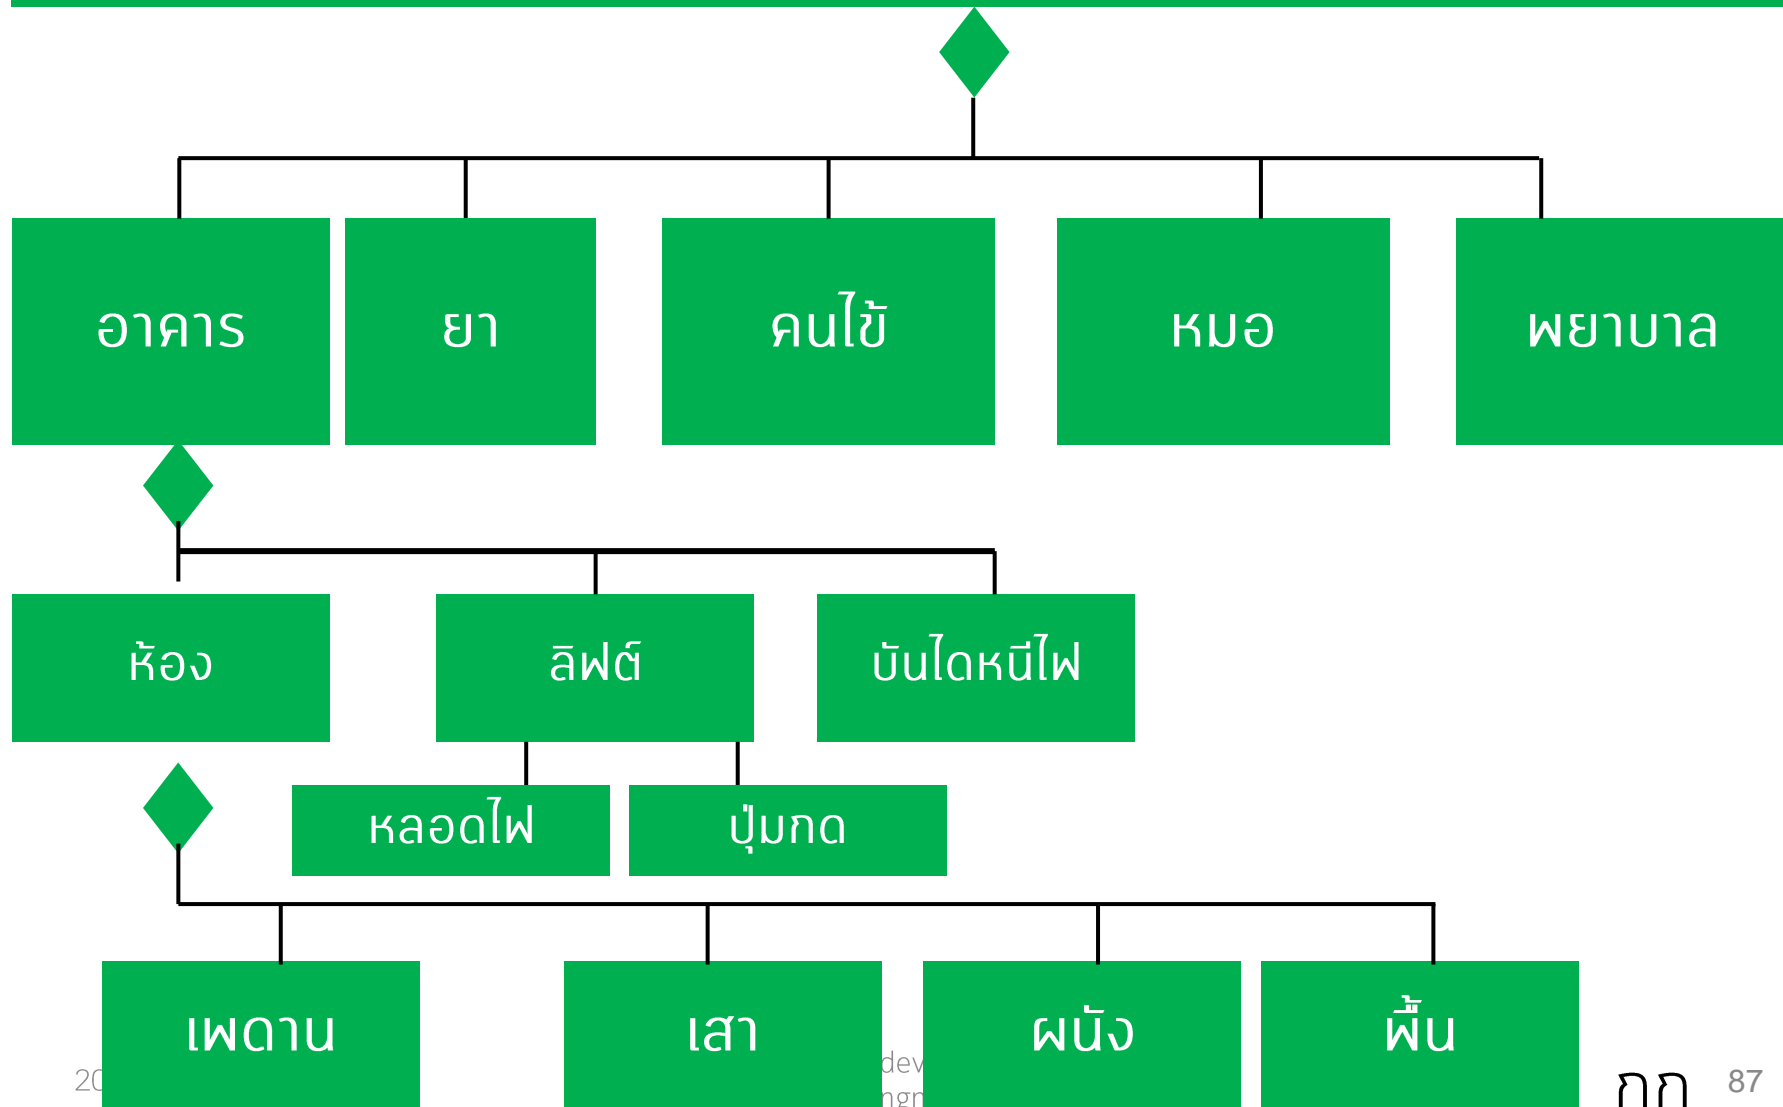 อาคาร
ยา
คนไข้
หมอ
พยาบาล
ห้อง
ลิฟต์
บันไดหนีไฟ
หลอดไฟ
ปุ่มกด
เพดาน
เสา
ผนัง
พื้น
87